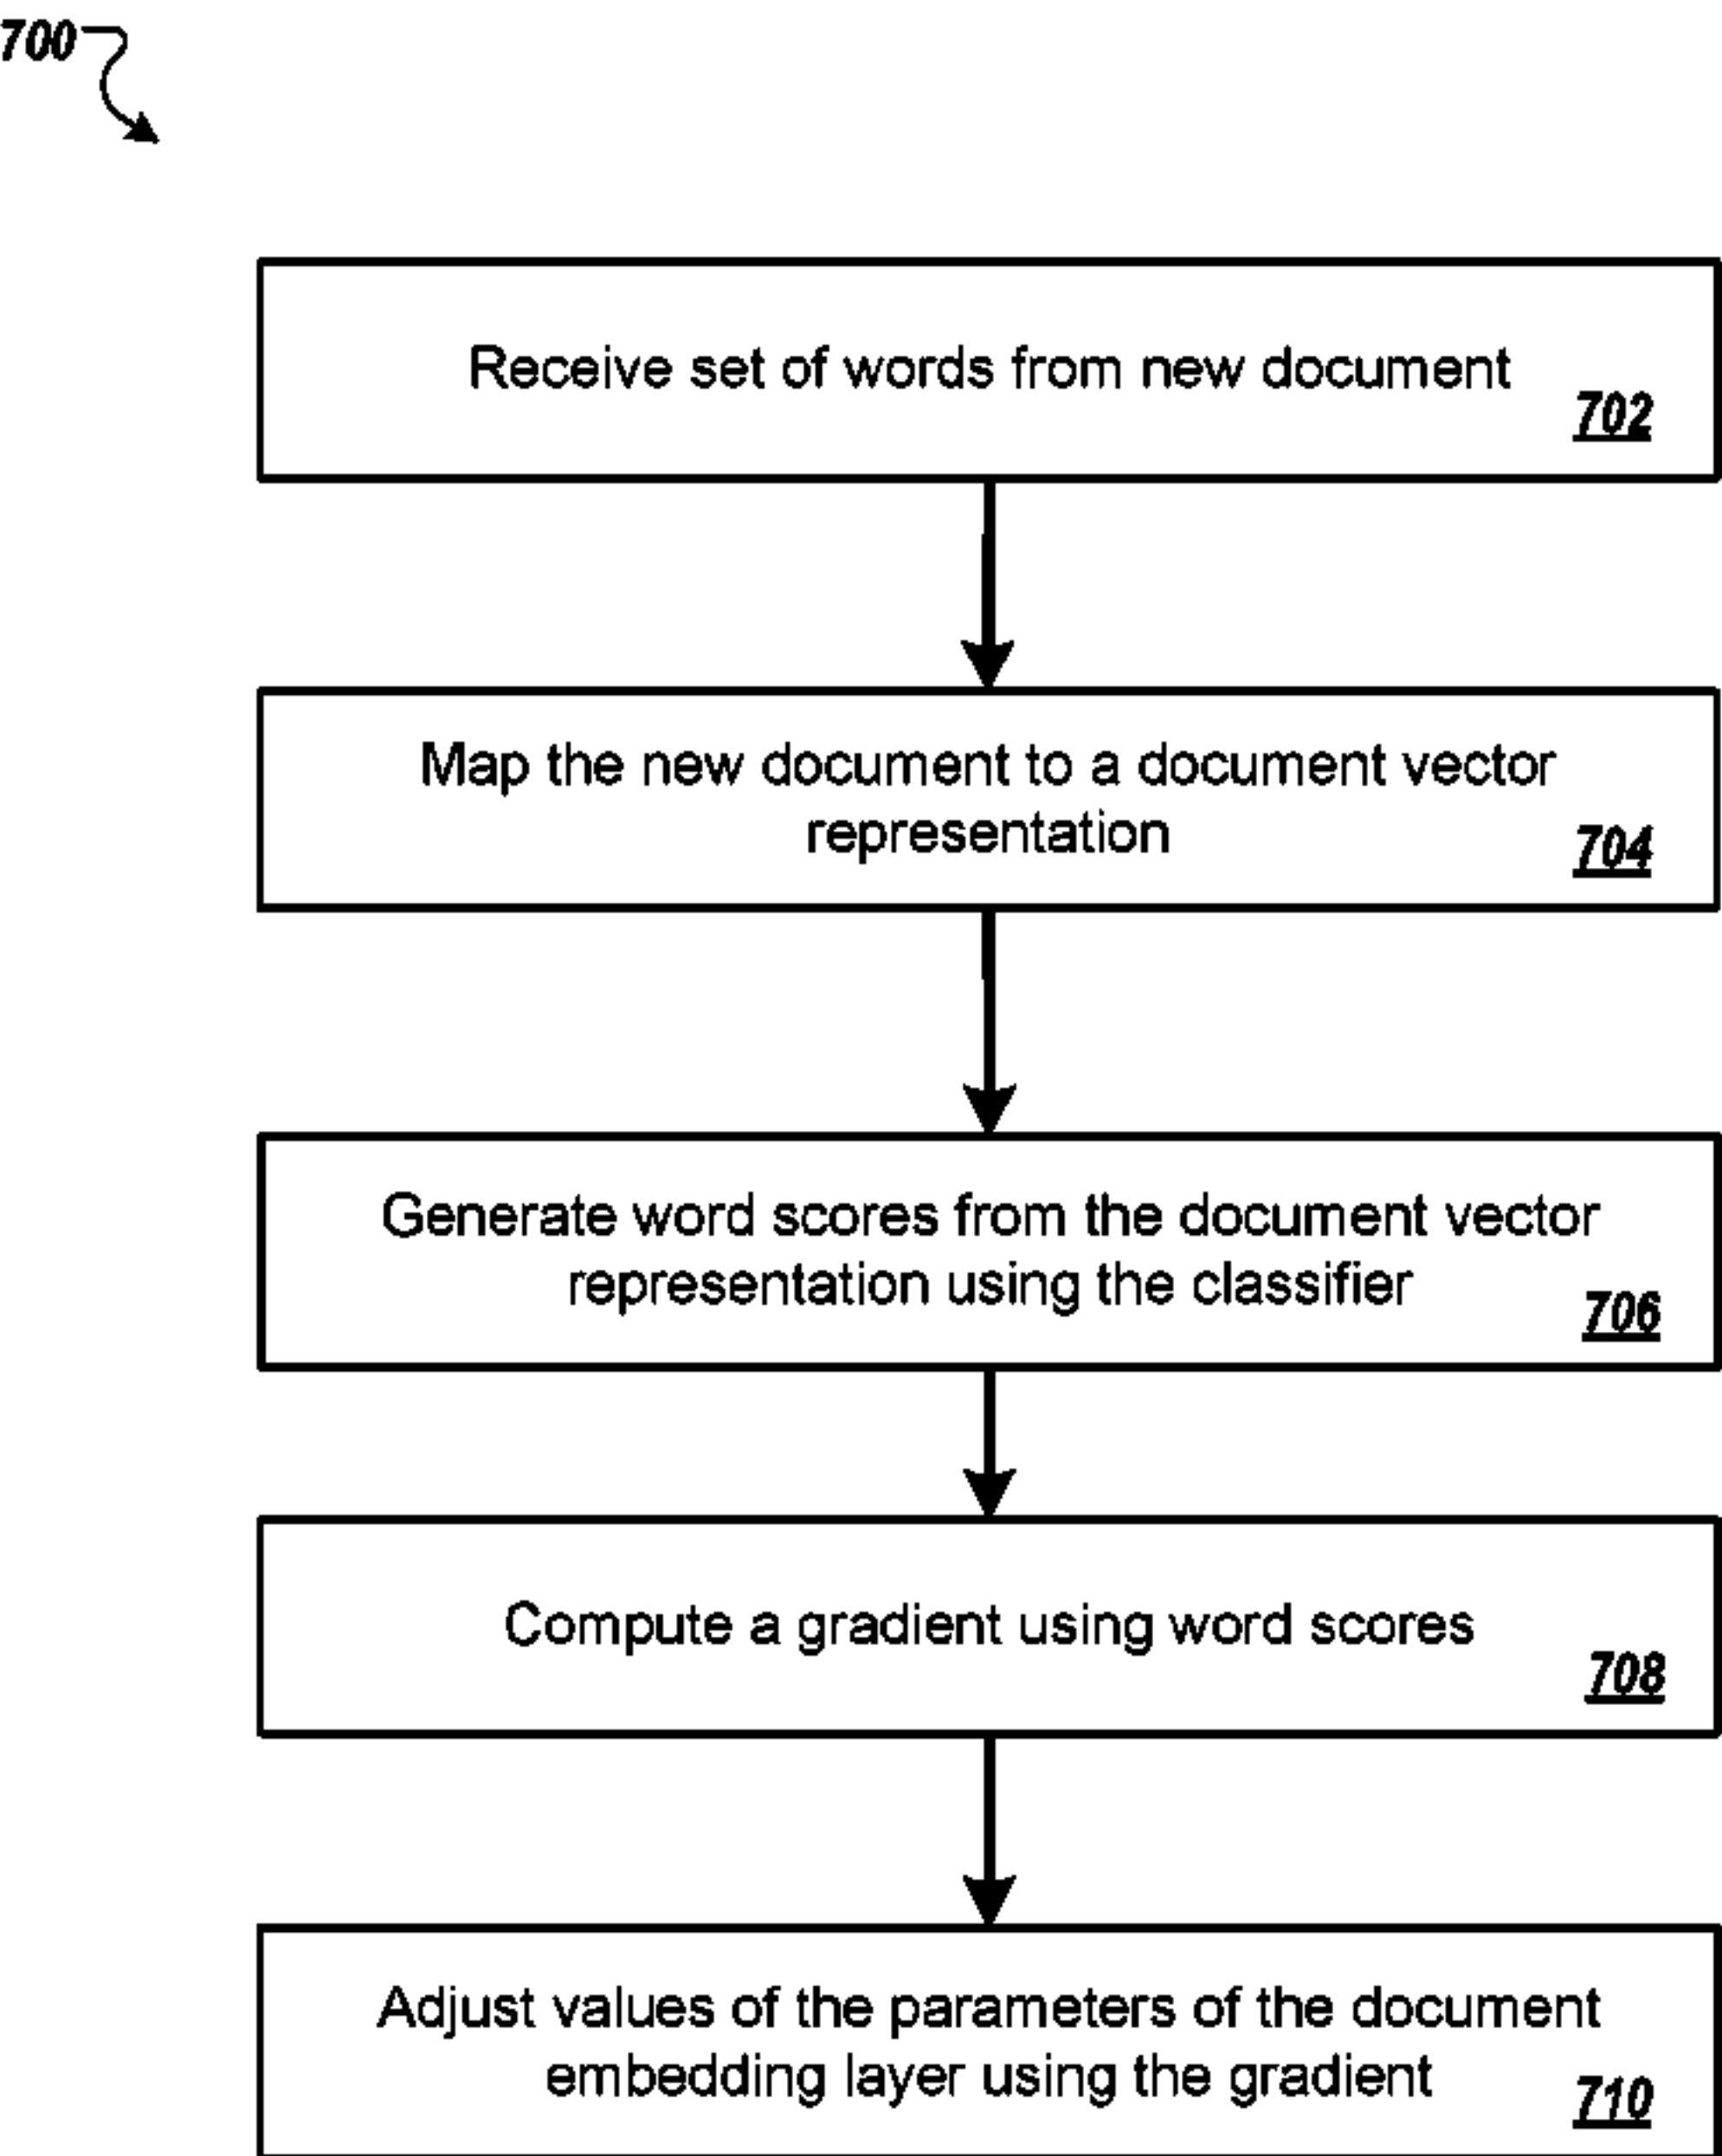 700
Receive set of words from new document
702
Map the new document to a document vector
representation
704
Generate word scores from the document vector
representation using the classifier
706
Compute a gradient using word scores
708
Adjust values of the parameters of the document
embedding layer using the gradient
710